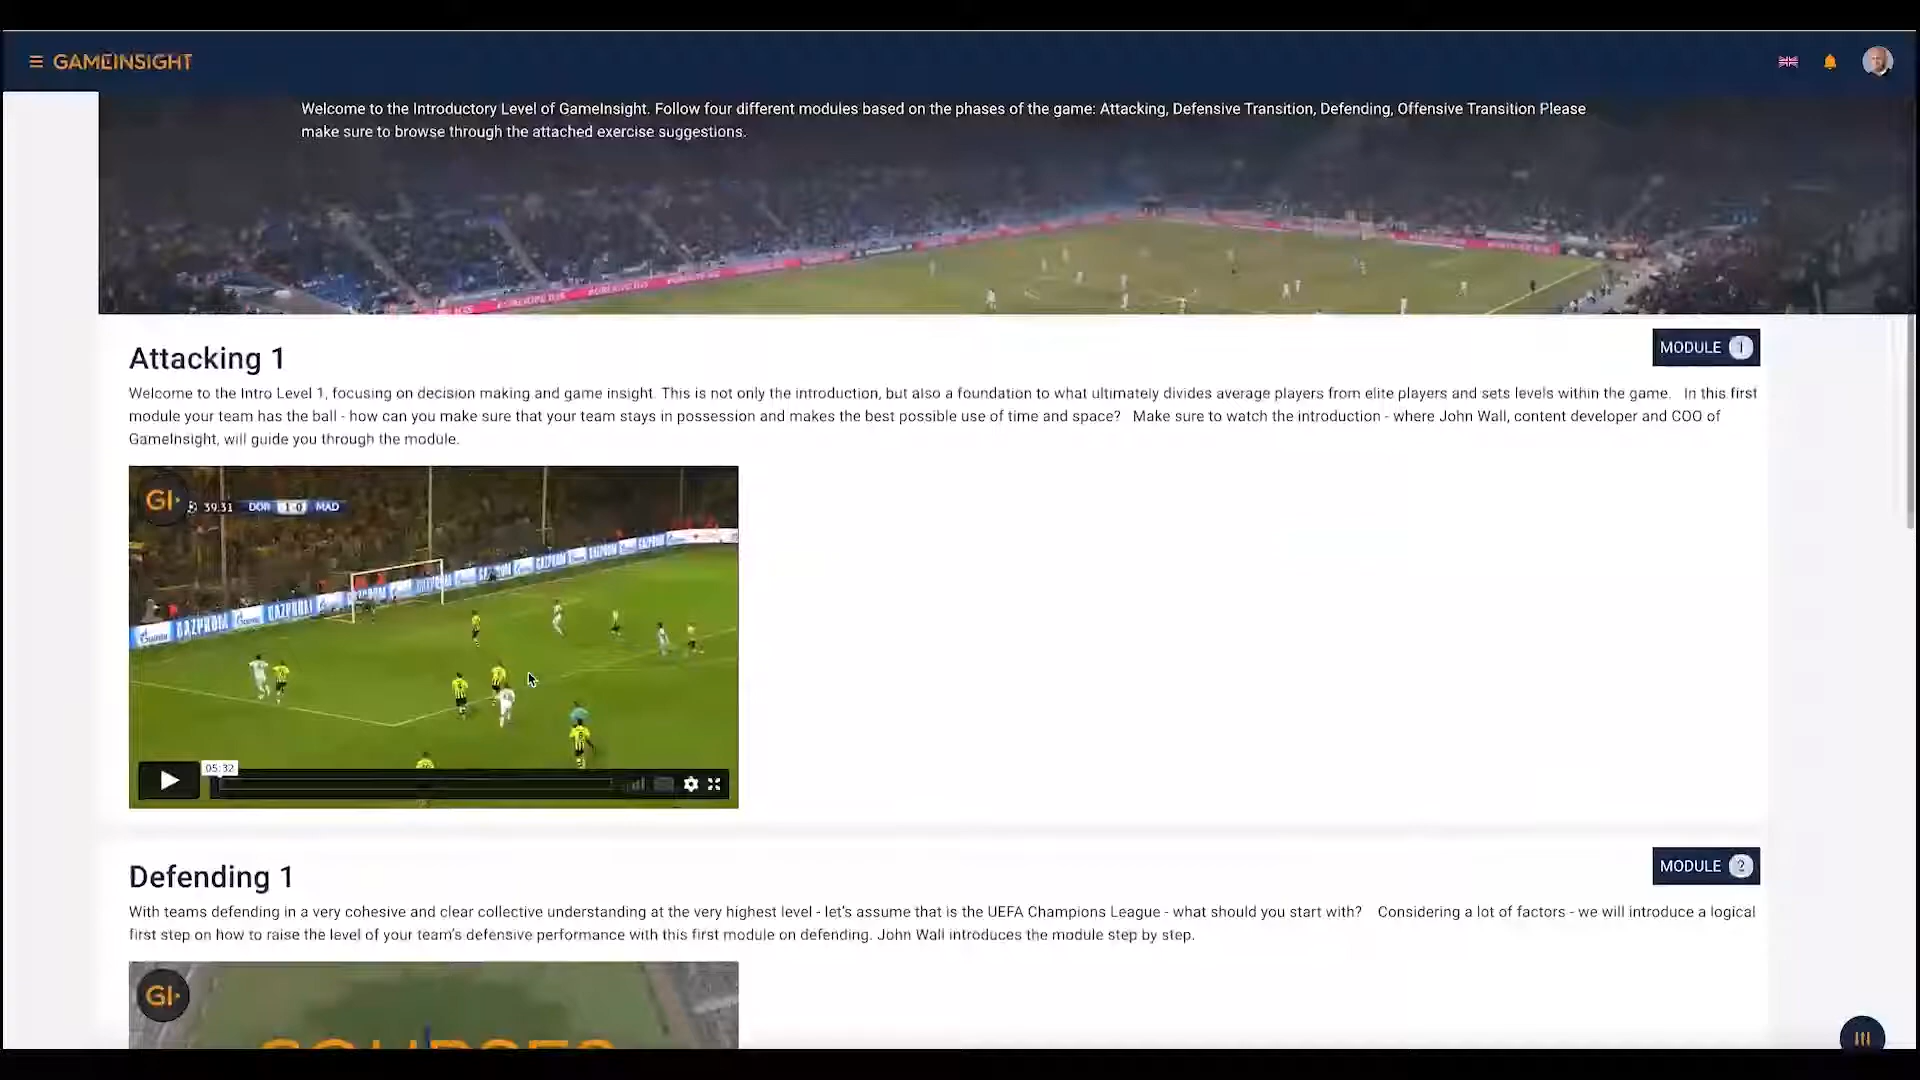 GAMEINSIGHT
Welcome to the Introductory Level of GameInsight. Follow four different modules based on the phases of the game: Attacking, Defensive Transition, Defending, Offensive Transition Please
make sure to browse through the attached exercise suggestions.
Attacking 1
MODULE 1
Welcome to the Intro Level 1, focusing on decision making and game insight. This is not only the introduction, but also a foundation to what ultimately divides average players from elite players and sets levels within the game. In this first
module your team has the ball - how can you make sure that your team stays in possession and makes the best possible use of time and space? Make sure to watch the introduction - where John Wall, content developer and COO of
GameInsight, will guide you through the module.
GI
39:31 DOR 1-0 MAD
GAZPROM GAZPROM GAZPROM GAZPROM GAZPROM
05:32
Defending 1
MODULE 2
With teams defending in a very cohesive and clear collective understanding at the very highest level - let's assume that is the UEFA Champions League - what should you start with? Considering a lot of factors - we will introduce a logical
first step on how to raise the level of your team's defensive performance with this first module on defending. John Wall introduces the module step by step.
GI